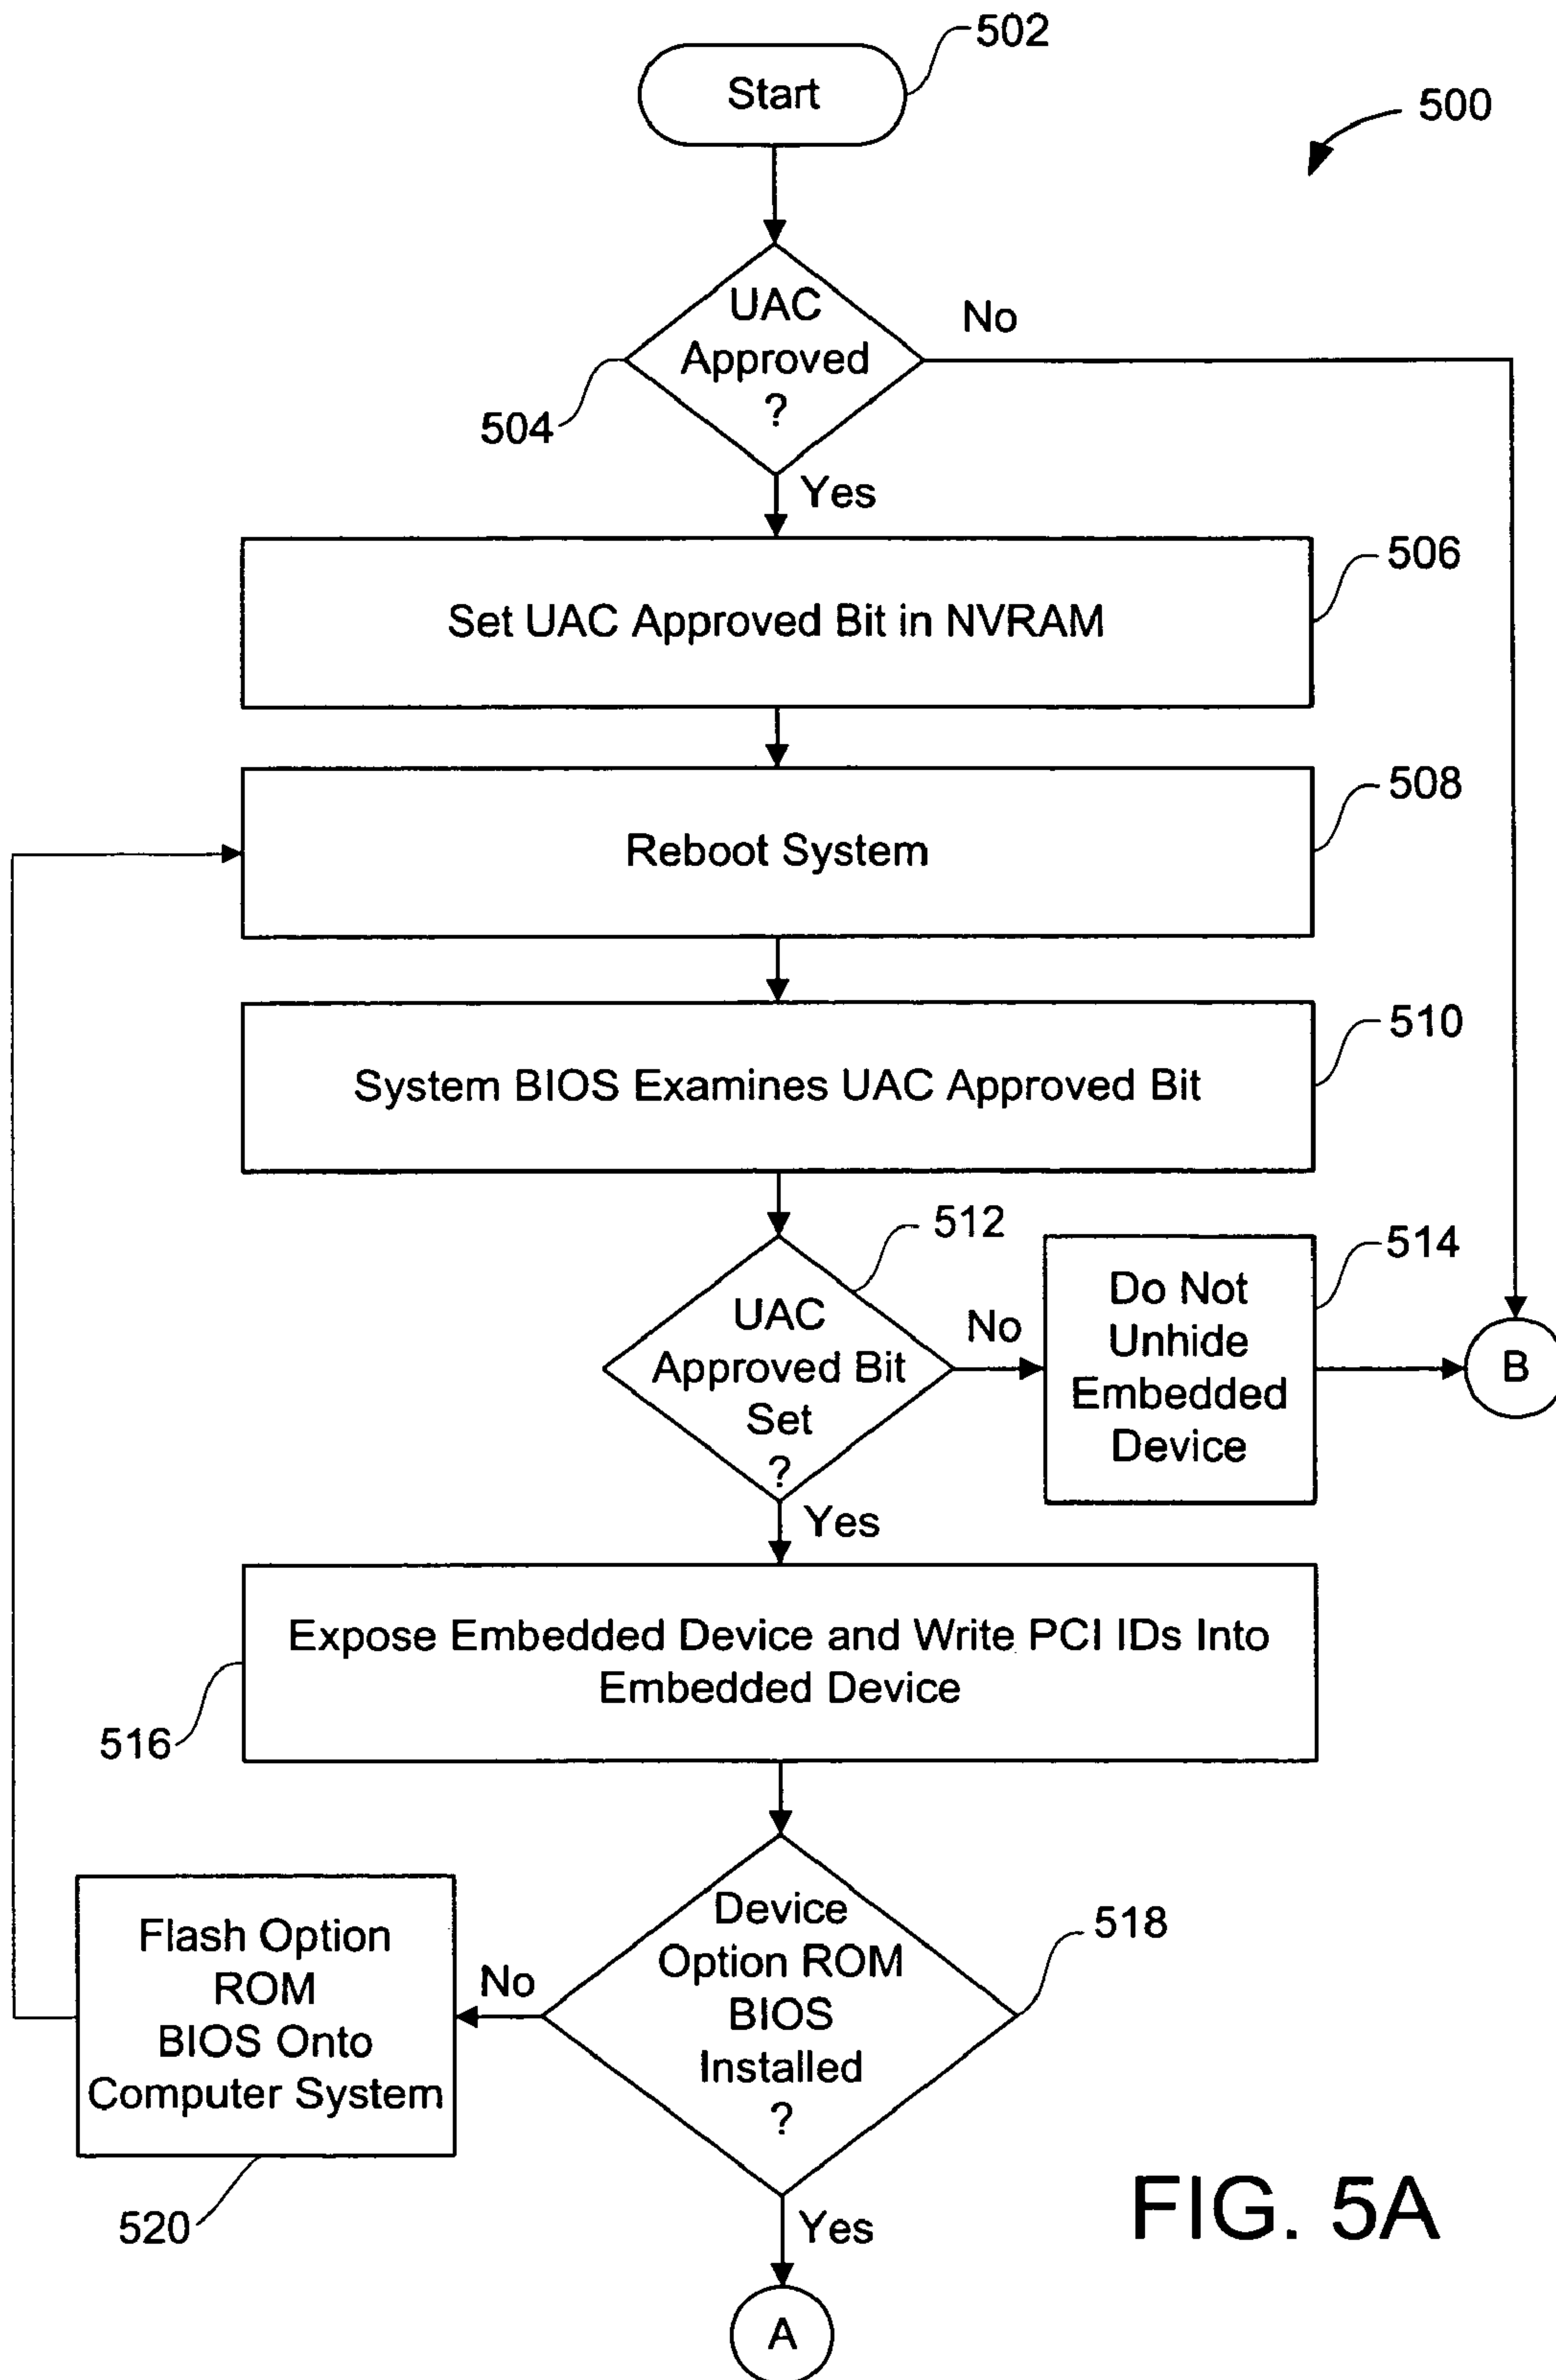 502
Start
500
UAC
Approved
?
No
504
Yes
506
Set UAC Approved Bit in NVRAM
508
Reboot System
510
System BIOS Examines UAC Approved Bit
512
514
UAC
Approved Bit
Set
?
No
Do Not
Unhide
Embedded
Device
B
Yes
Expose Embedded Device and Write PCI IDs Into
Embedded Device
516
Device
Option ROM
BIOS
Installed
?
518
No
Flash Option
ROM
BIOS Onto
Computer System
520
Yes
FIG. 5A
A